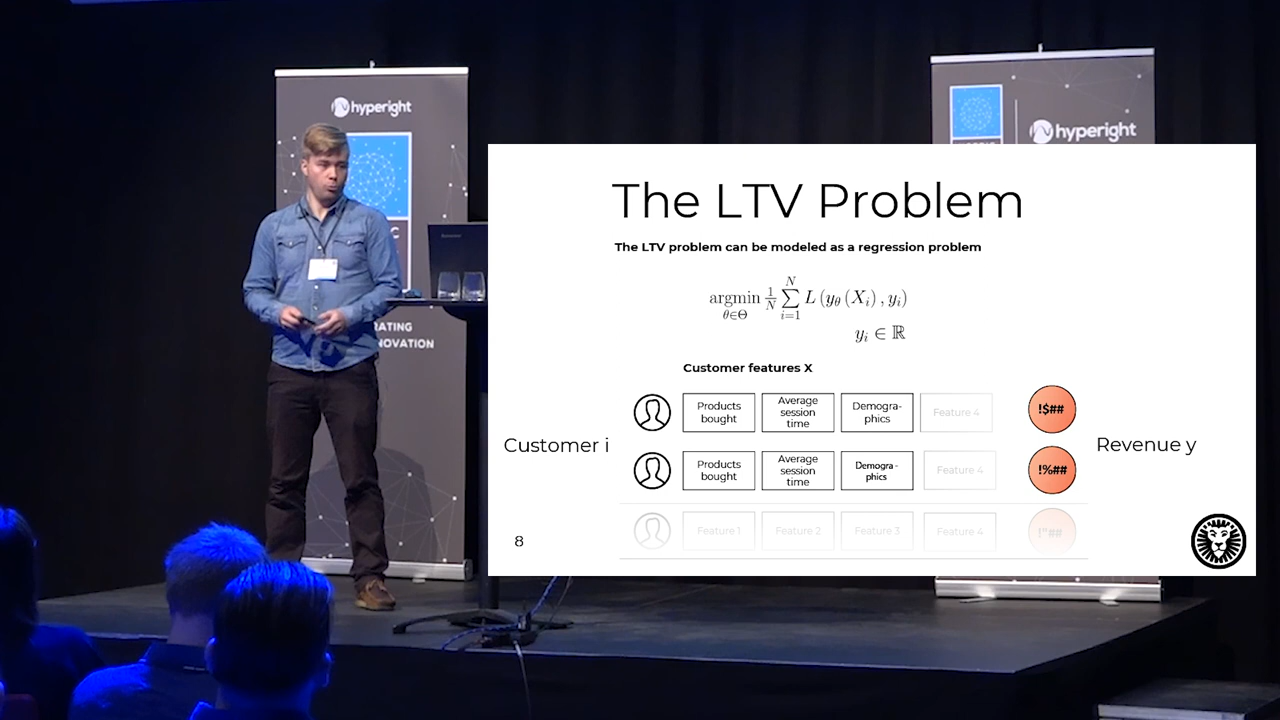 hyperight
hyperight
The LTV Problem
The LTV problem can be modeled as a regression problem
argmin 1/N ∑ L (yθ (Xi) , yi)
θ∈Θ i=1 N
yi ∈ ℝ
Customer features X
Products bought
Average session time
Demogra-
phics
Feature 4
!$##
Customer i
Revenue y
Products bought
Average session time
Demogra-
phics
Feature 4
!%##
Feature 1
Feature 2
Feature 3
Feature 4
!"##
8
RATING
NOVATION